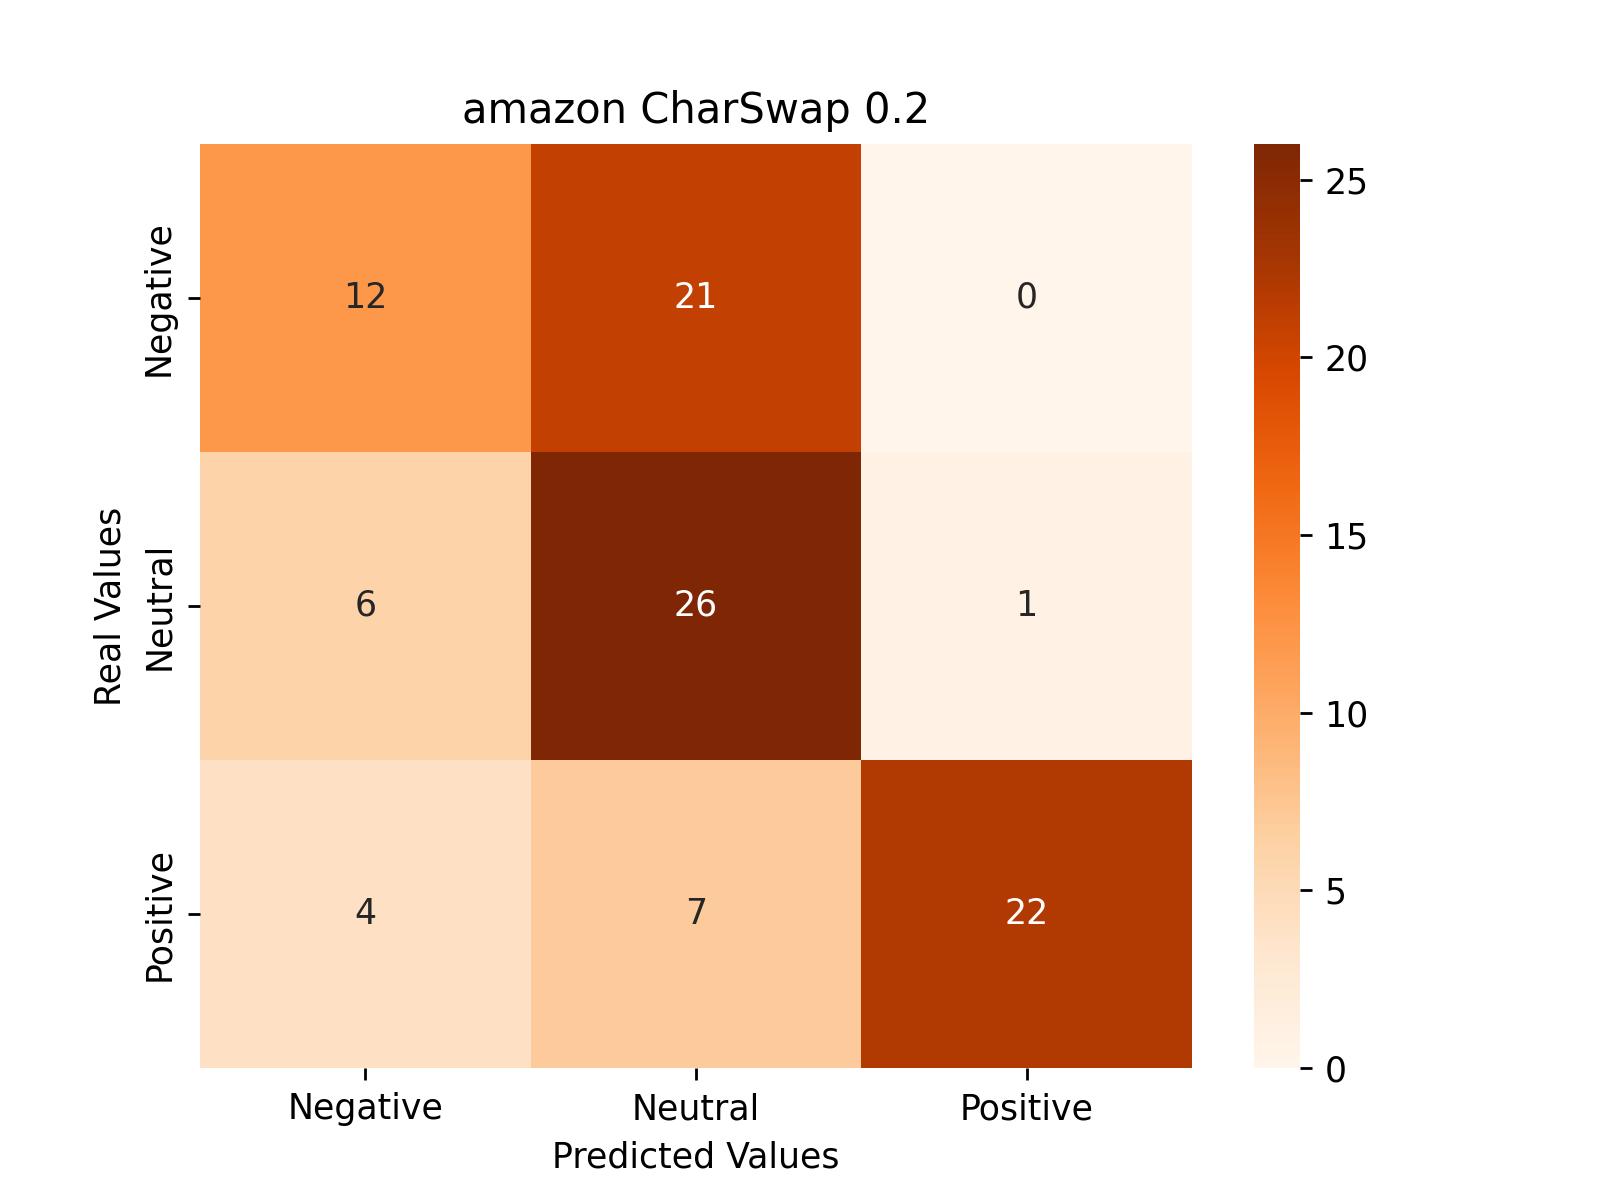 amazon CharSwap 0.2
Real Values
Negative
12 21 0
Neutral
6 26 1
Positive
4 7 22
Negative Neutral Positive
Predicted Values
25
20
15
10
5
0